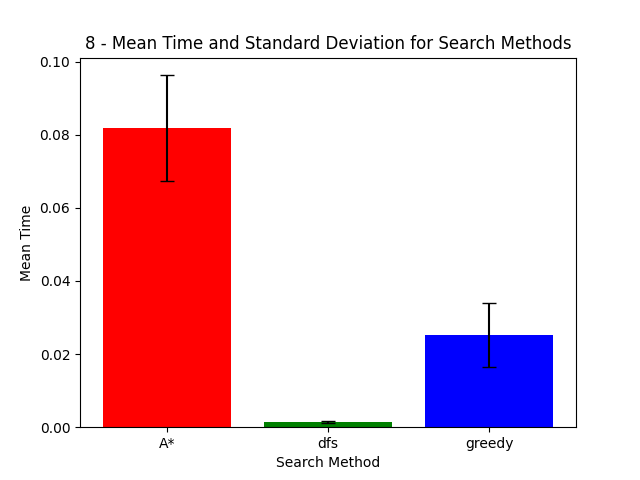 8 - Mean Time and Standard Deviation for Search Methods
0.10
0.08
0.06
0.04
0.02
0.00
Mean Time
A*
dfs
greedy
Search Method